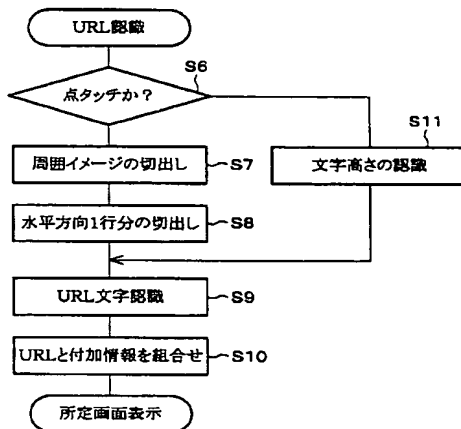 URL認識
S6
点タッチか?
S11
周囲イメージの切出し
S7
文字高さの認識
水平方向1行分の切出し
S8
URL文字認識
S9
URLと付加情報を組合せ
S10
所定画面表示